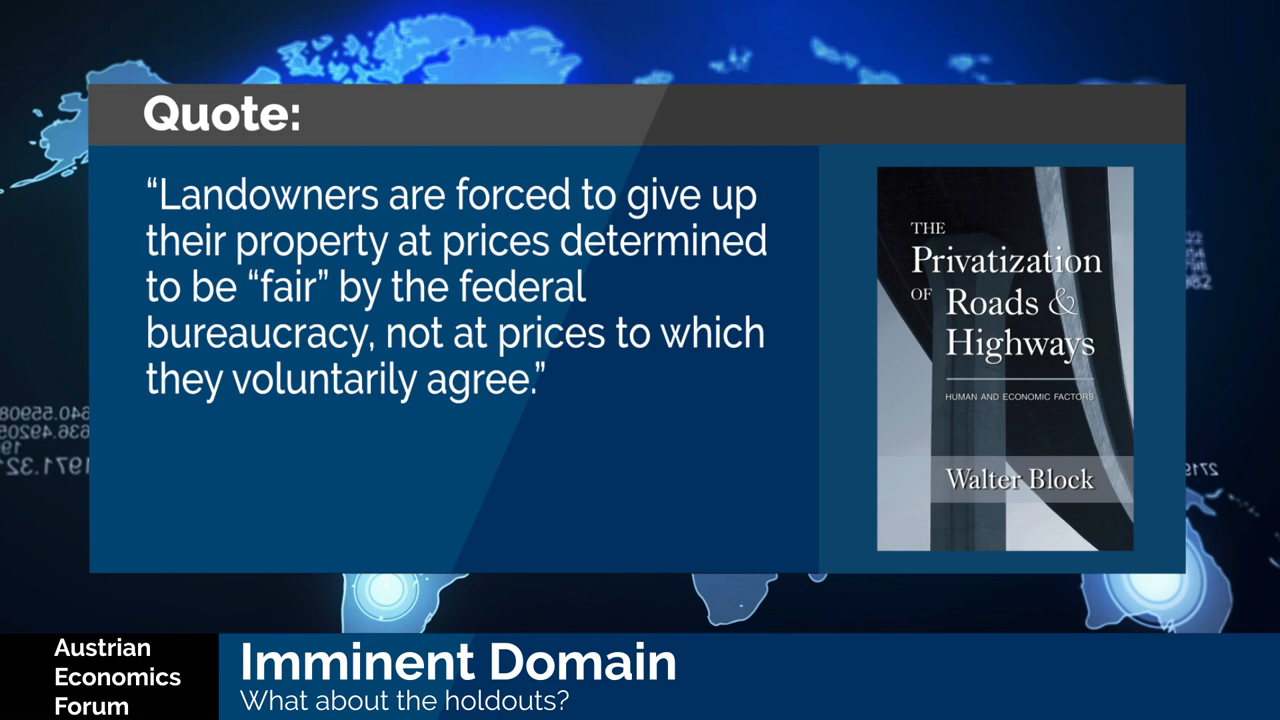 Quote:
“Landowners are forced to give up
their property at prices determined
to be “fair” by the federal
bureaucracy, not at prices to which
they voluntarily agree.”
THE
Privatization
OF Roads &
Highways
HUMAN AND ECONOMIC FACTORS
Walter Block
Austrian
Economics
Forum
Imminent Domain
What about the holdouts?